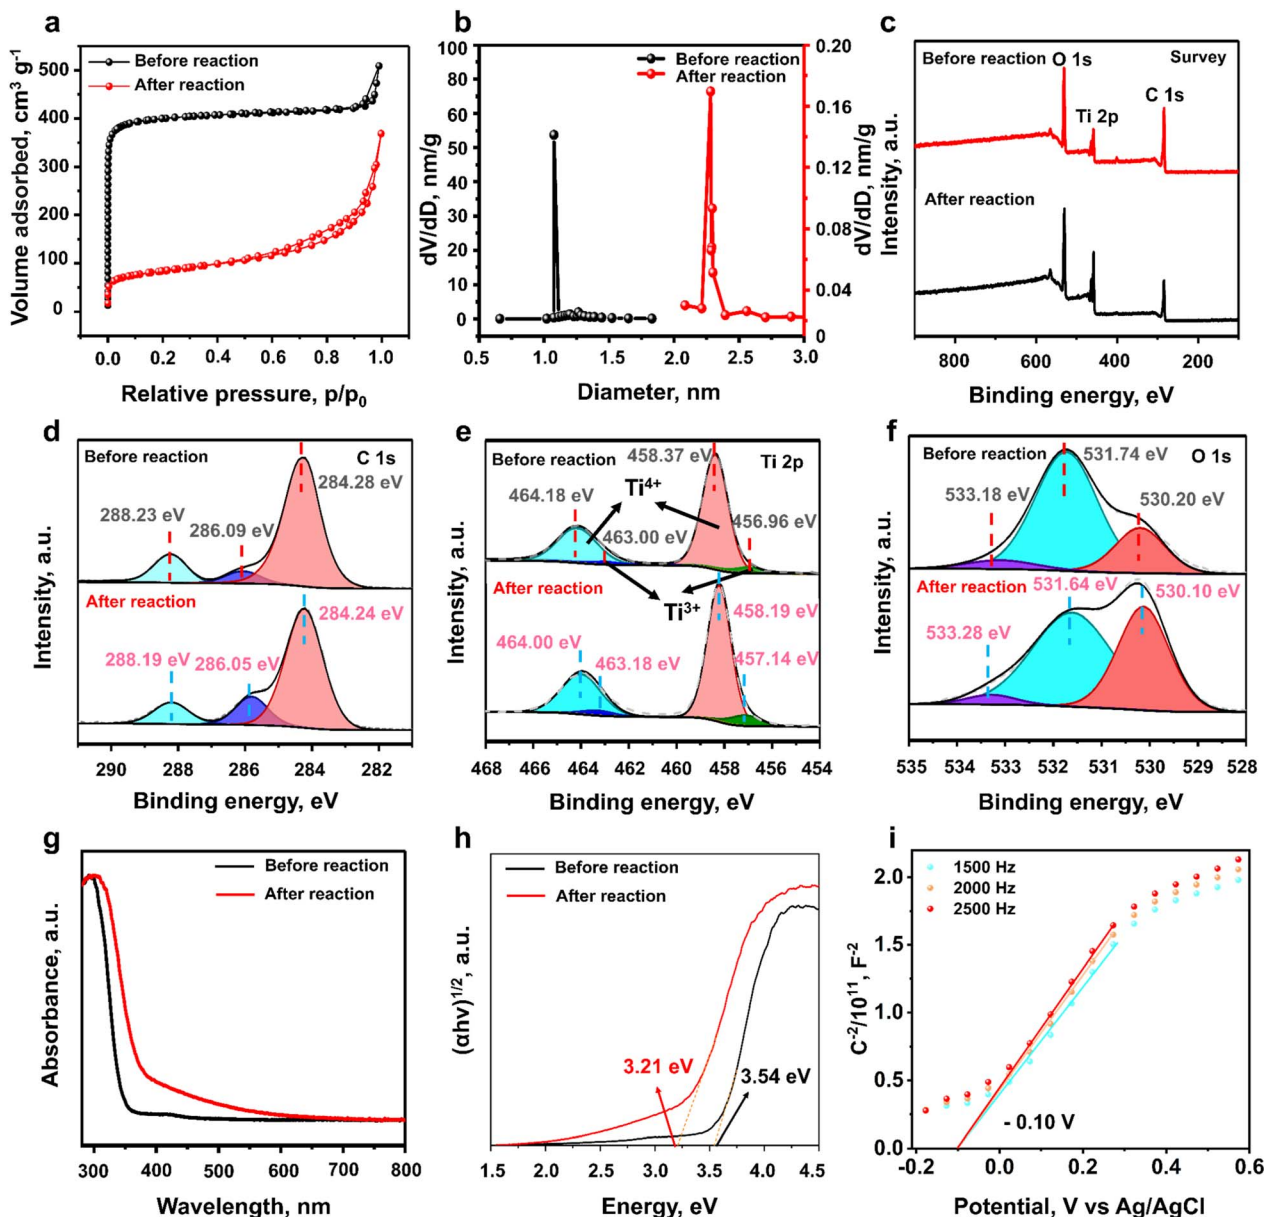 a
Before reaction
After reaction
500
400
300
200
100
0
0.0 0.2 0.4 0.6 0.8 1.0
Volume adsorbed, cm³ g⁻¹
Relative pressure, p/p₀
b
Before reaction
After reaction
100
90
80
70
60
50
40
30
20
10
0
0.20
0.16
0.12
0.08
0.04
0
0.5 1.0 1.5 2.0 2.5 3.0
dV/dD, nm/g
dV/dD, nm/g
Diameter, nm
c
Before reaction O 1s
Survey
C 1s
Ti 2p
After reaction
800 600 400 200
Intensity, a.u.
Binding energy, eV
d
C 1s
Before reaction
284.28 eV
288.23 eV
286.09 eV
After reaction
284.24 eV
288.19 eV
286.05 eV
290 288 286 284 282
Intensity, a.u.
Binding energy, eV
e
Before reaction
458.37 eV
Ti 2p
Ti⁴⁺
464.18 eV
456.96 eV
463.00 eV
After reaction
Ti³⁺
458.19 eV
464.00 eV
463.18 eV
457.14 eV
468 466 464 462 460 458 456 454
Intensity, a.u.
Binding energy, eV
f
Before reaction
531.74 eV
O 1s
533.18 eV
530.20 eV
After reaction
531.64 eV
530.10 eV
533.28 eV
535 534 533 532 531 530 529 528
Intensity, a.u.
Binding energy, eV
g
Before reaction
After reaction
300 400 500 600 700 800
Absorbance, a.u.
Wavelength, nm
h
Before reaction
After reaction
3.21 eV
3.54 eV
1.5 2.0 2.5 3.0 3.5 4.0 4.5
(αhv)¹/², a.u.
Energy, eV
i
1500 Hz
2000 Hz
2500 Hz
2.0
1.5
1.0
0.5
0.0
- 0.10 V
-0.2 0.0 0.2 0.4 0.6
C⁻²/10¹¹, F⁻²
Potential, V vs Ag/AgCl